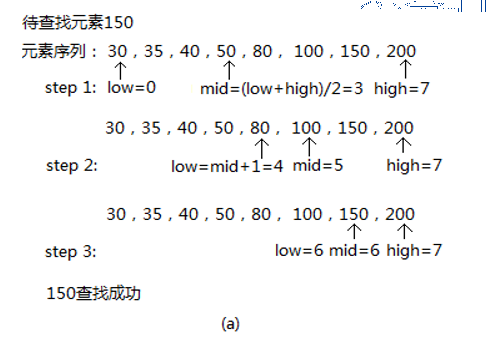 待查找元素150
元素序列：30，35，40，50，80， 100，150，200
step 1: low=0 mid=(low+high)/2=3 high=7
30，35，40，50，80， 100，150，200
step 2: low=mid+1=4 mid=5 high=7
30，35，40，50，80， 100，150，200
step 3: low=6 mid=6 high=7
150查找成功
(a)